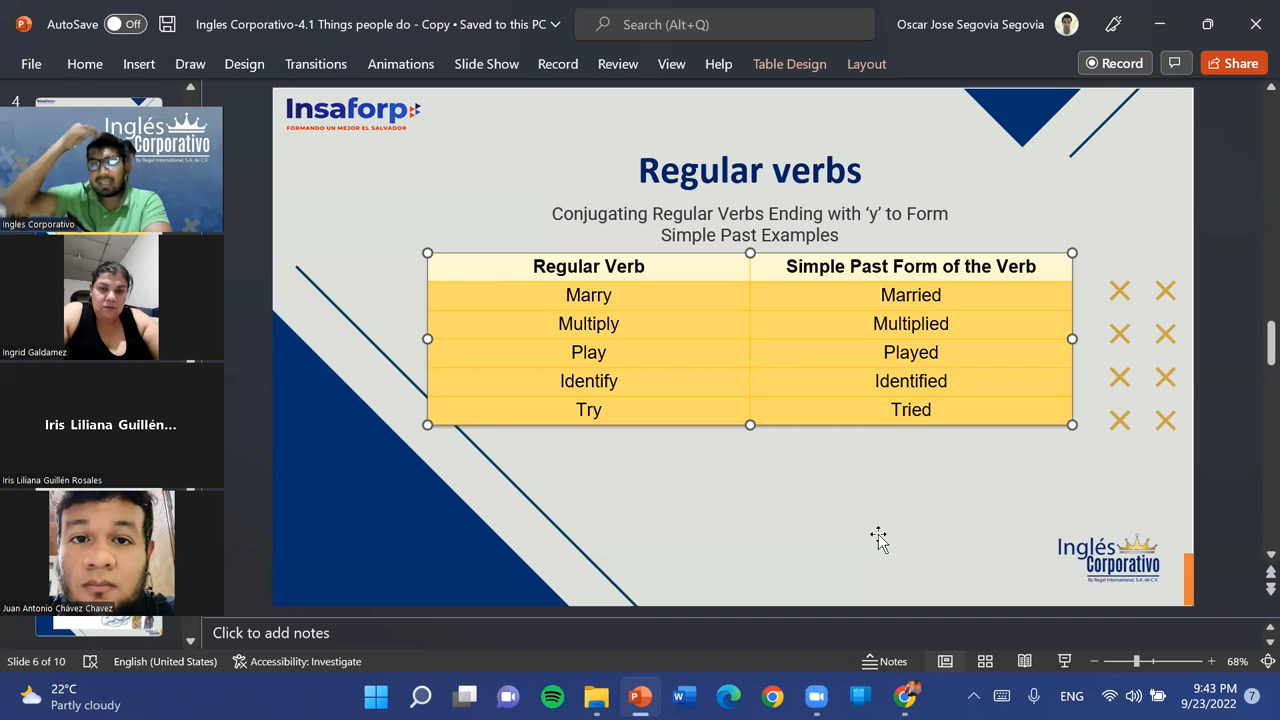 AutoSave Off Ingles Corporativo-4.1 Things people do - Copy • Saved to this PC Search (Alt+Q) Oscar Jose Segovia Segovia
File Home Insert Draw Design Transitions Animations Slide Show Record Review View Help Table Design Layout Record Share
4
Insaforp
FORMANDO UN MEJOR EL SALVADOR
Inglés
Corporativo
By Regal International, S.A. de C.V.
Ingles Corporativo
Ingrid Galdamez
Iris Liliana Guillén...
Iris Liliana Guillén Rosales
Juan Antonio Chávez Chavez
Regular verbs
Conjugating Regular Verbs Ending with ‘y’ to Form
Simple Past Examples
Regular Verb Simple Past Form of the Verb
Marry Married
Multiply Multiplied
Play Played
Identify Identified
Try Tried
Inglés
Corporativo
By Regal International, S.A. de C.V.
Click to add notes
Slide 6 of 10 English (United States) Accessibility: Investigate Notes 68%
22°C
Partly cloudy
ENG
9:43 PM
9/23/2022
7